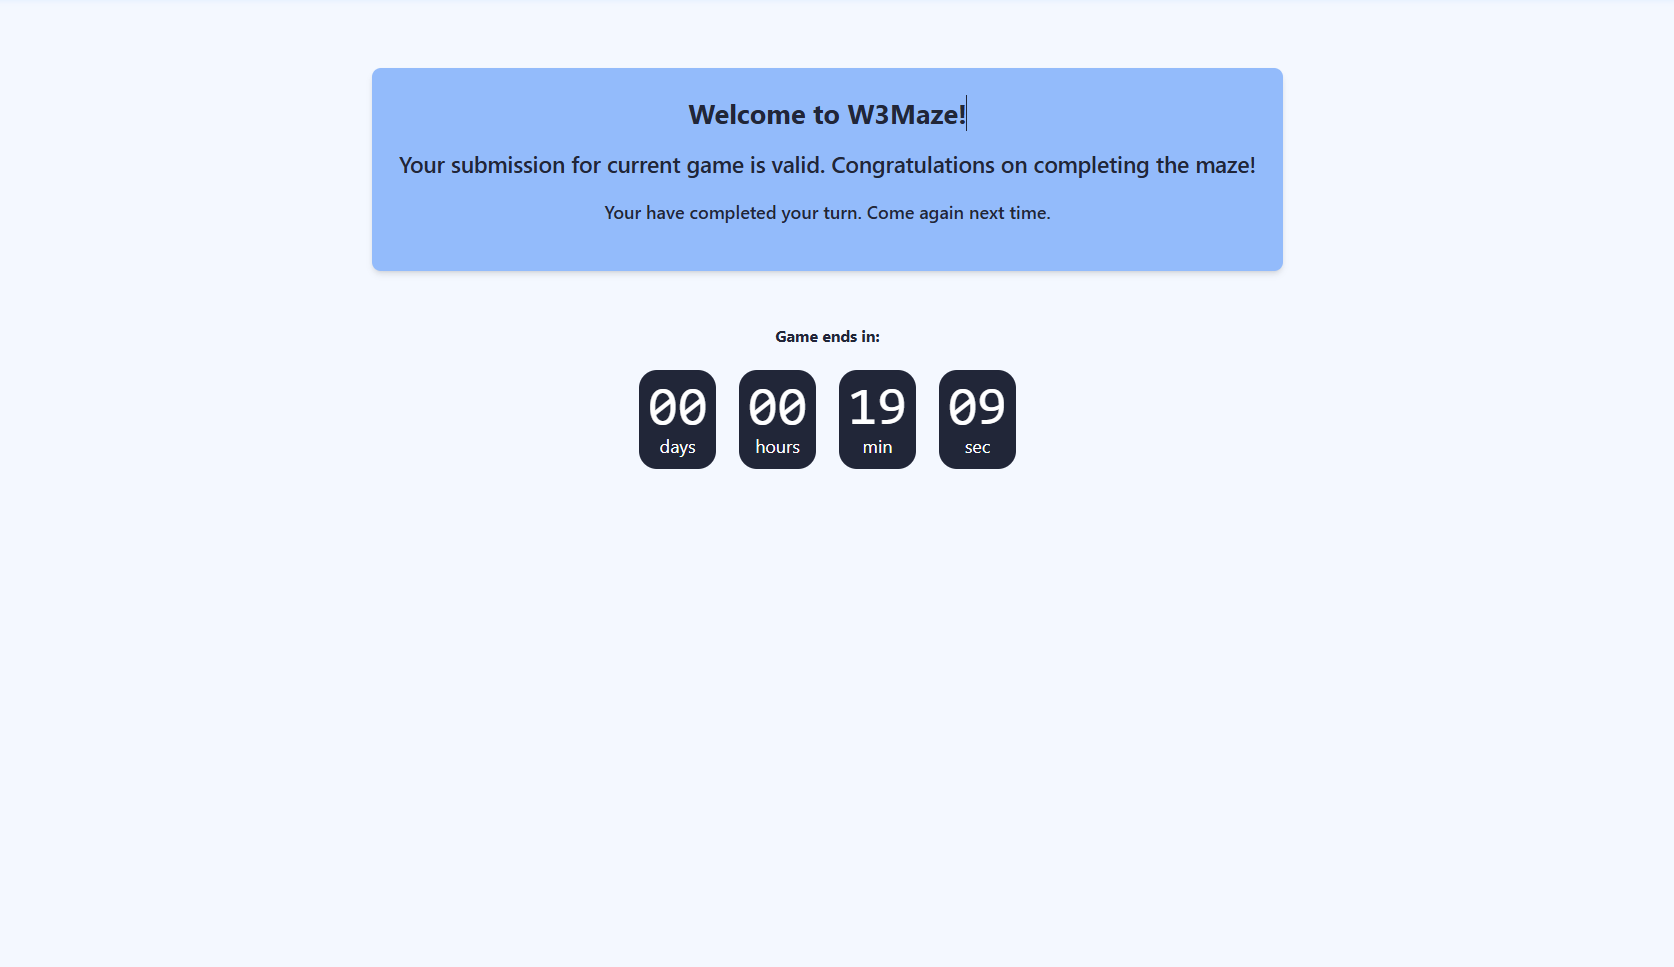 Welcome to W3Maze!
Your submission for current game is valid. Congratulations on completing the maze!
Your have completed your turn. Come again next time.
Game ends in:
00 00 19 09
days hours min sec